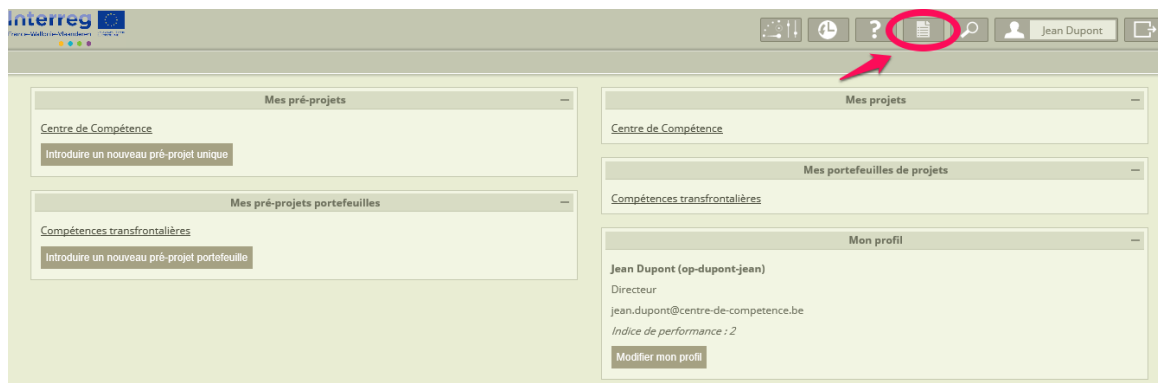 Interreg
France-Wallonie-Vlaanderen
?
Jean Dupont
Mes pré-projets
Centre de Compétence
Introduire un nouveau pré-projet unique
Mes pré-projets portefeuilles
Compétences transfrontalières
Introduire un nouveau pré-projet portefeuille
Mes projets
Centre de Compétence
Mes portefeuilles de projets
Compétences transfrontalières
Mon profil
Jean Dupont (op-dupont-jean)
Directeur
jean.dupont@centre-de-competence.be
Indice de performance : 2
Modifier mon profil